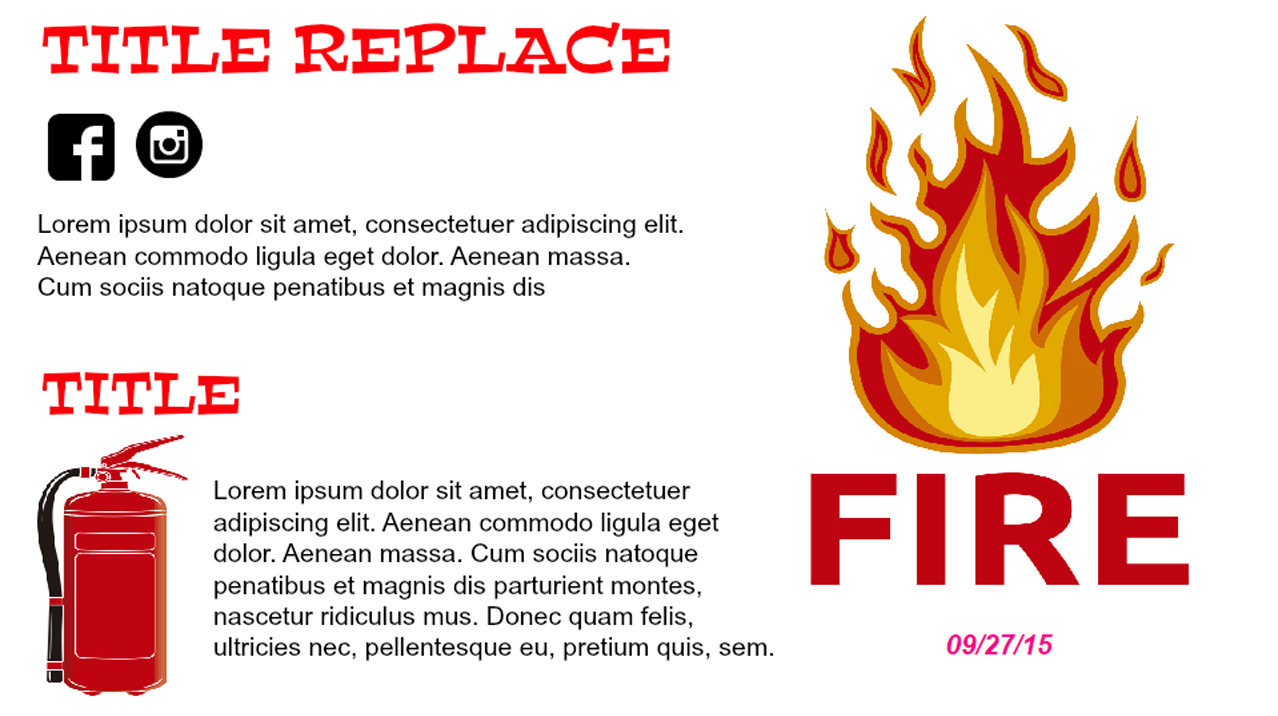 TITLE REPLACE
Lorem ipsum dolor sit amet, consectetuer adipiscing elit.
Aenean commodo ligula eget dolor. Aenean massa.
Cum sociis natoque penatibus et magnis dis
TITLE
Lorem ipsum dolor sit amet, consectetuer
adipiscing elit. Aenean commodo ligula eget
dolor. Aenean massa. Cum sociis natoque
penatibus et magnis dis parturient montes,
nascetur ridiculus mus. Donec quam felis,
ultricies nec, pellentesque eu, pretium quis, sem.
FIRE
09/27/15